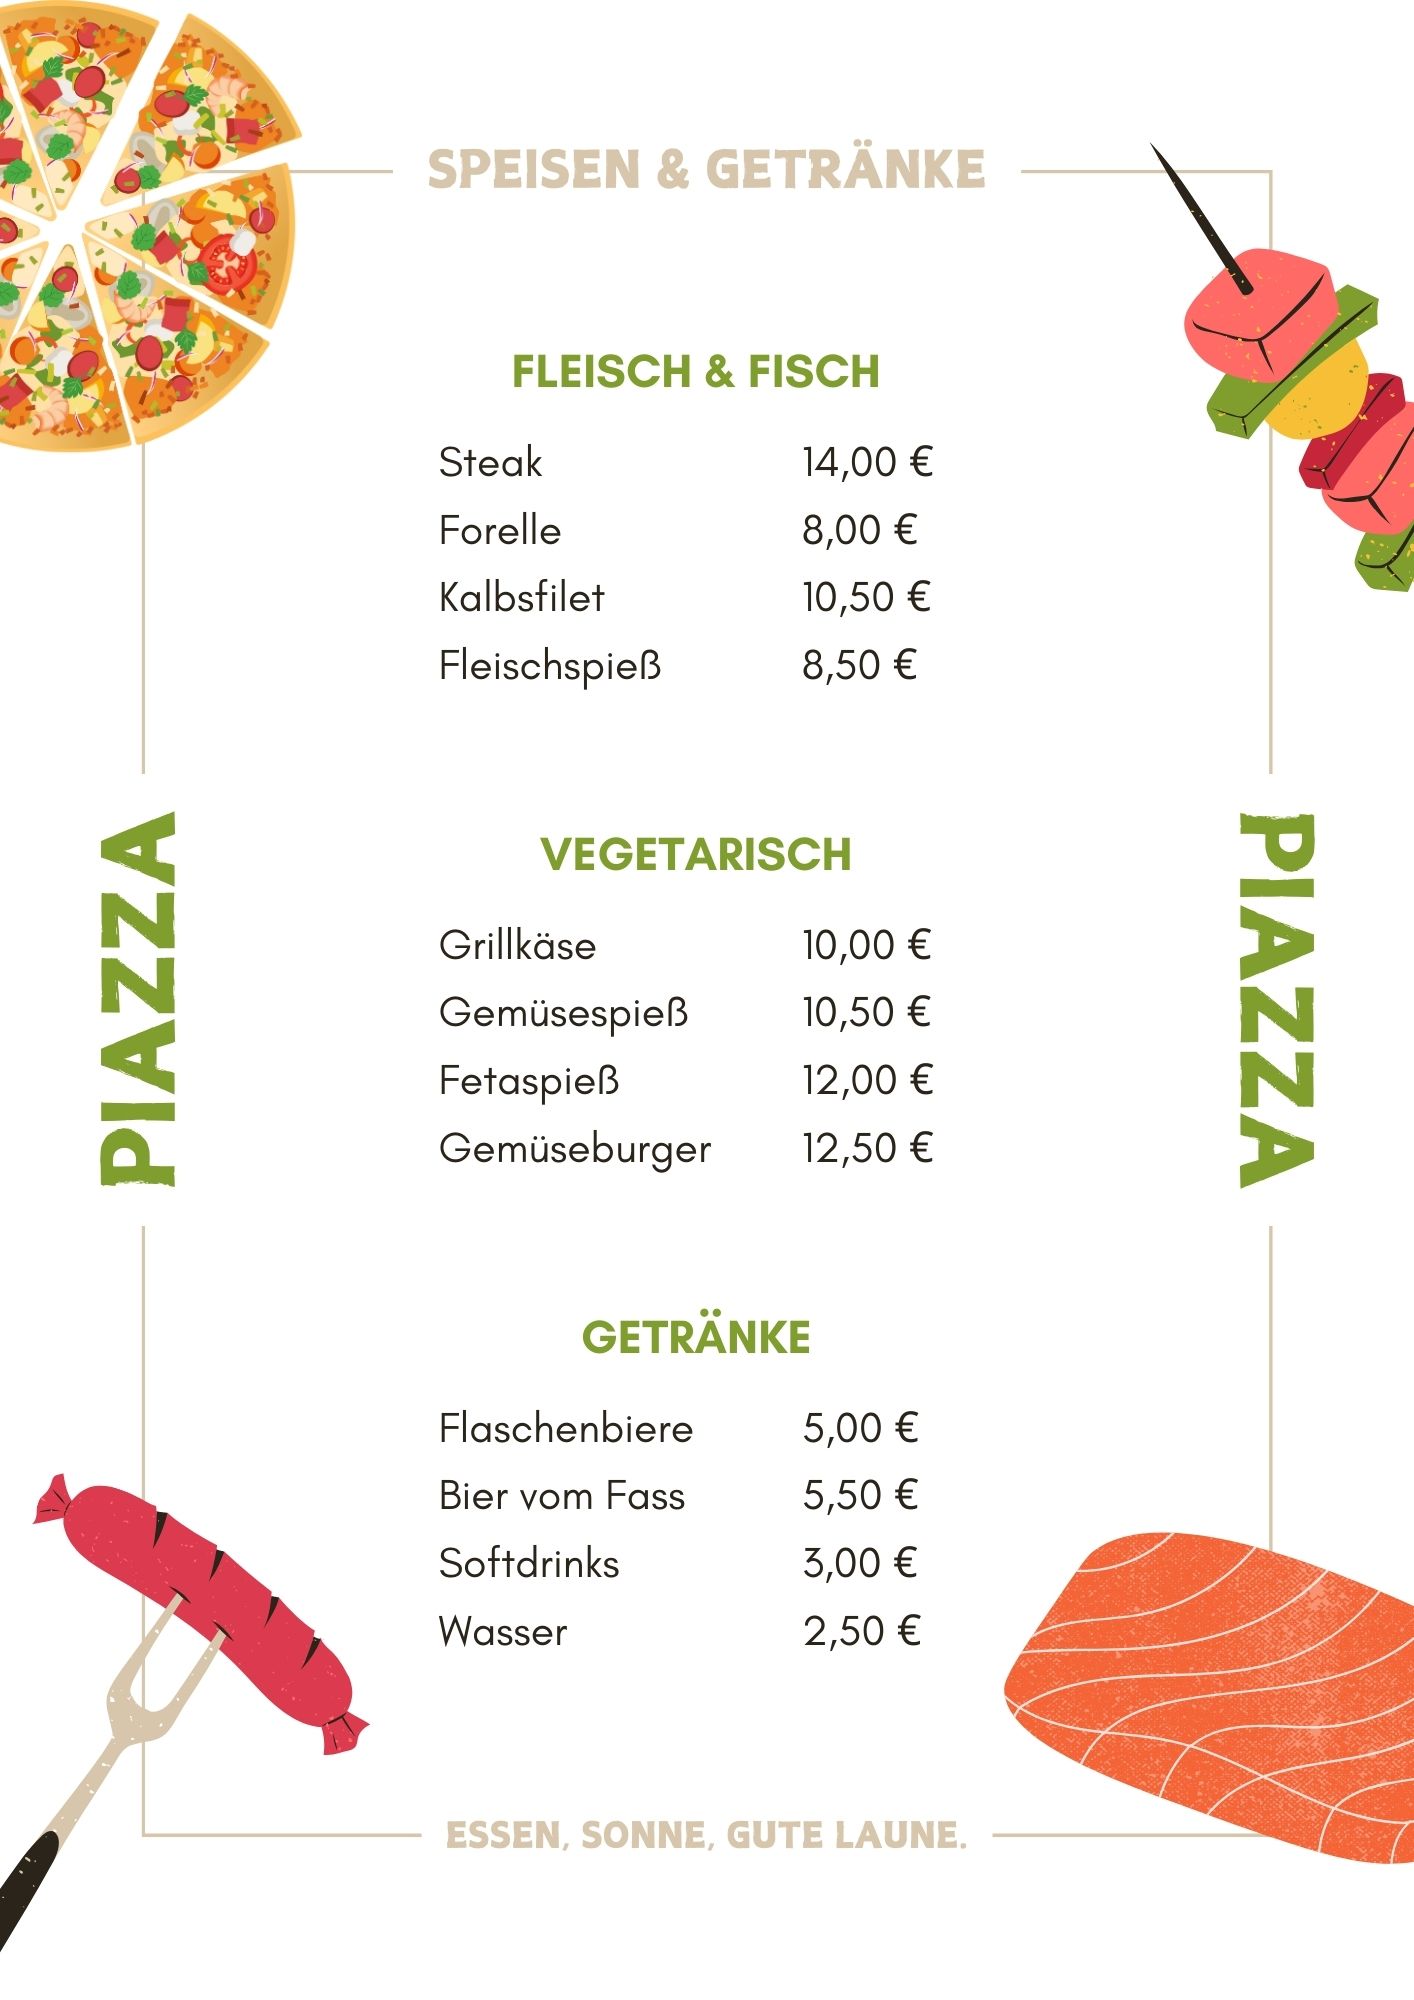 SPEISEN & GETRÄNKE
FLEISCH & FISCH
Steak 14,00 €
Forelle 8,00 €
Kalbsfilet 10,50 €
Fleischspieß 8,50 €
PIAZZA
PIAZZA
VEGETARISCH
Grillkäse 10,00 €
Gemüsespieß 10,50 €
Fetaspieß 12,00 €
Gemüseburger 12,50 €
GETRÄNKE
Flaschenbiere 5,00 €
Bier vom Fass 5,50 €
Softdrinks 3,00 €
Wasser 2,50 €
ESSEN, SONNE, GUTE LAUNE.